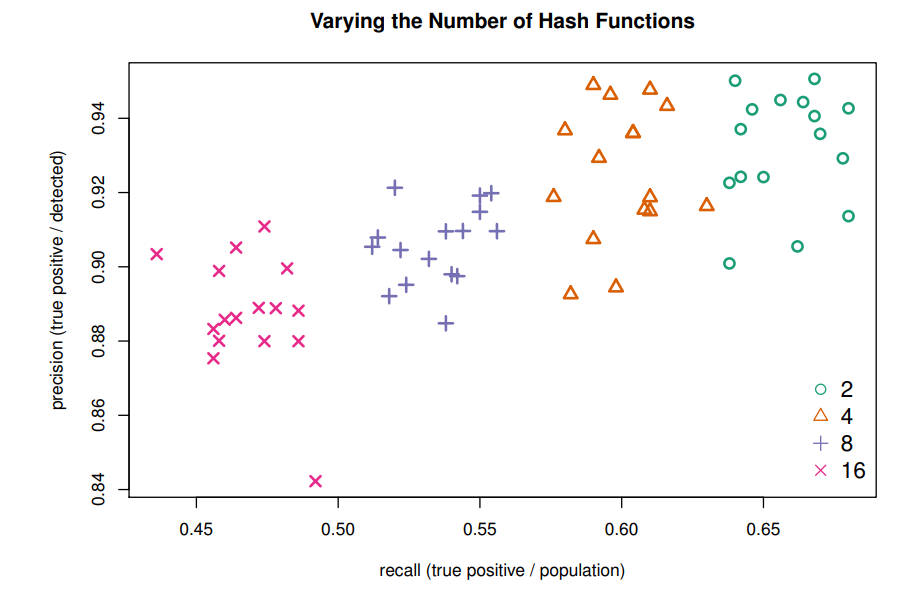 Varying the Number of Hash Functions
precision (true positive / detected)
0.94
0.92
0.90
0.88
0.86
0.84
2
4
8
16
0.45 0.50 0.55 0.60 0.65
recall (true positive / population)